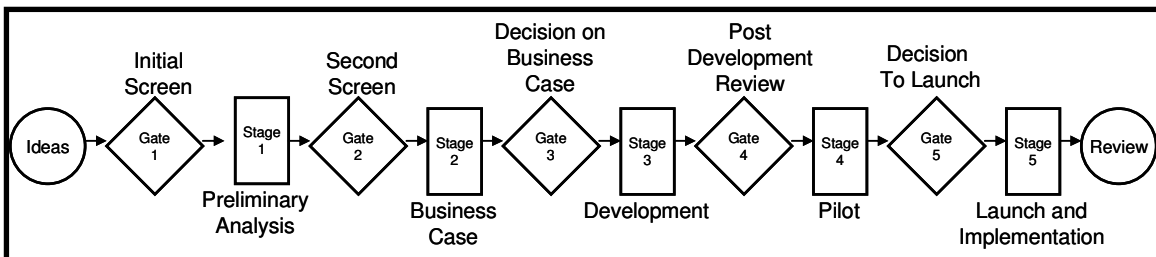 Ideas
Initial
Screen
Gate
1
Stage
1
Preliminary
Analysis
Second
Screen
Gate
2
Stage
2
Business
Case
Decision on
Business
Case
Gate
3
Stage
3
Development
Post
Development
Review
Gate
4
Stage
4
Pilot
Decision
To Launch
Gate
5
Stage
5
Launch and
Implementation
Review